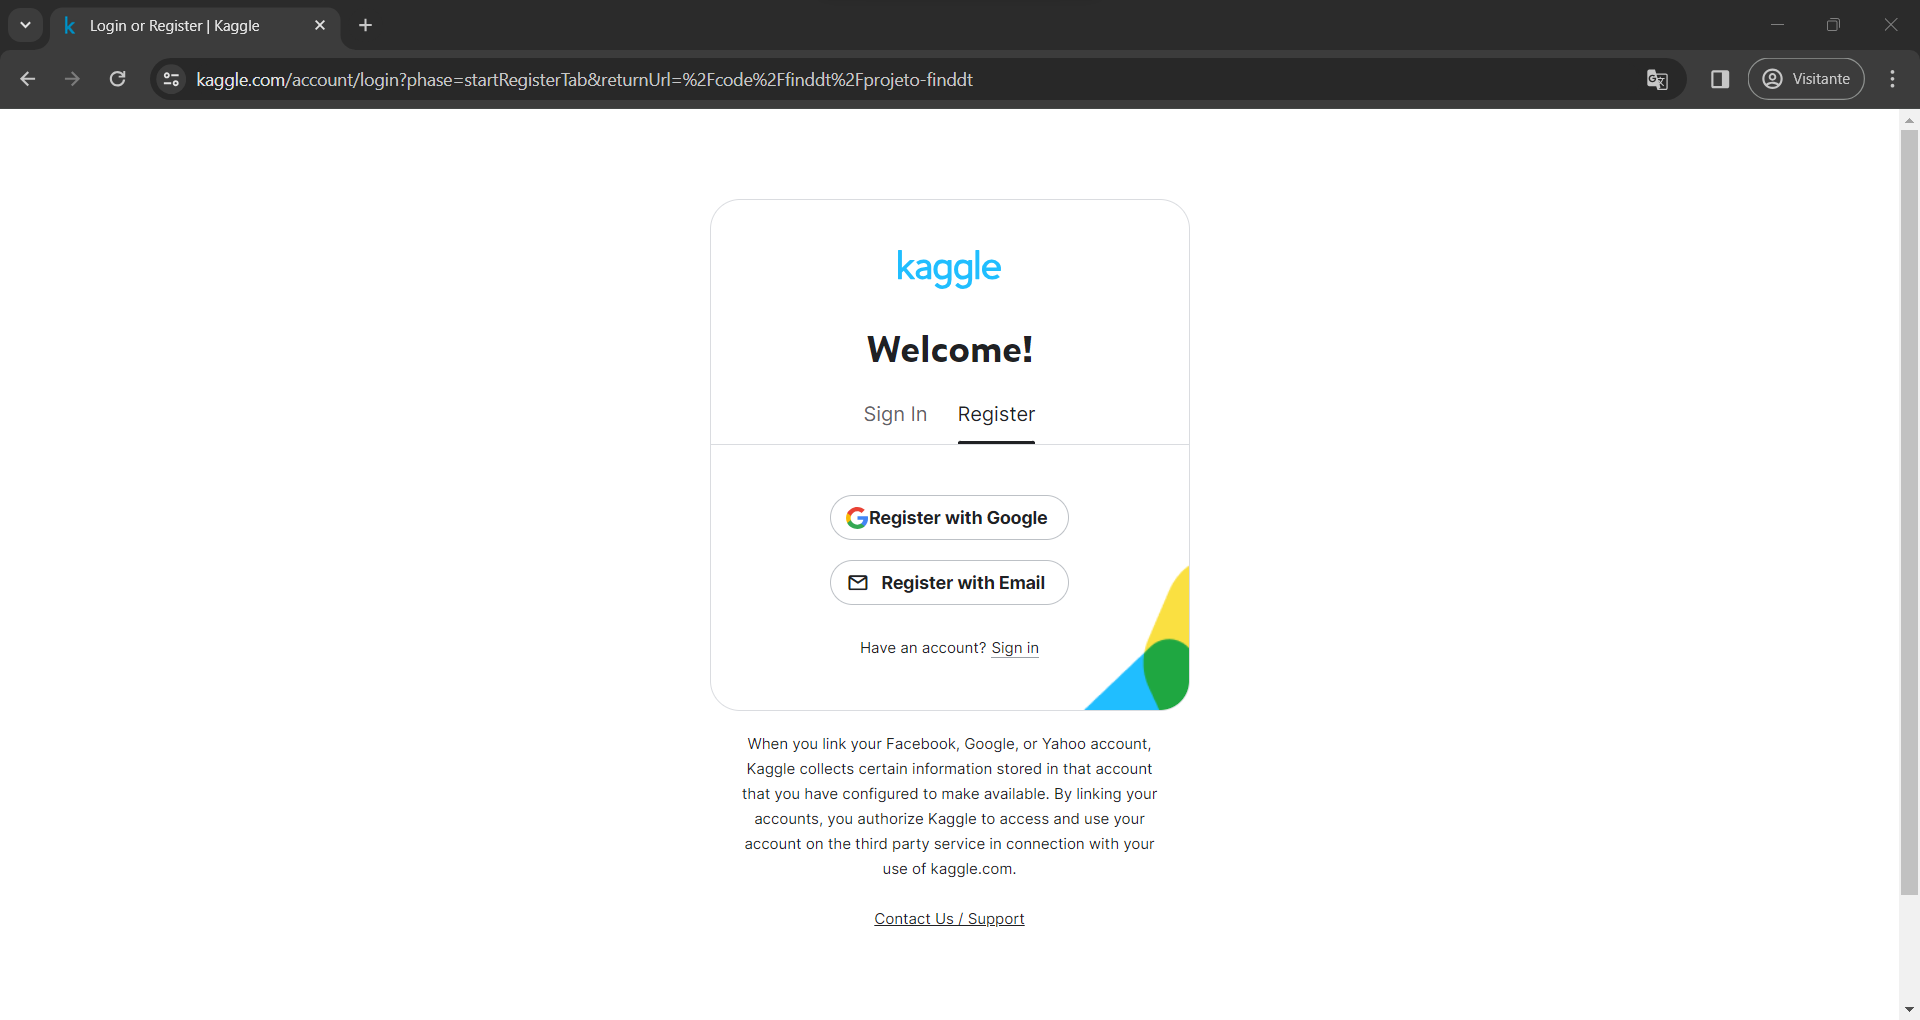 Login or Register | Kaggle
kaggle.com/account/login?phase=startRegisterTab&returnUrl=%2Fcode%2Ffinddt%2Fprojeto-finddt
Visitante
kaggle
Welcome!
Sign In Register
Register with Google
Register with Email
Have an account? Sign in
When you link your Facebook, Google, or Yahoo account,
Kaggle collects certain information stored in that account
that you have configured to make available. By linking your
accounts, you authorize Kaggle to access and use your
account on the third party service in connection with your
use of kaggle.com.
Contact Us / Support